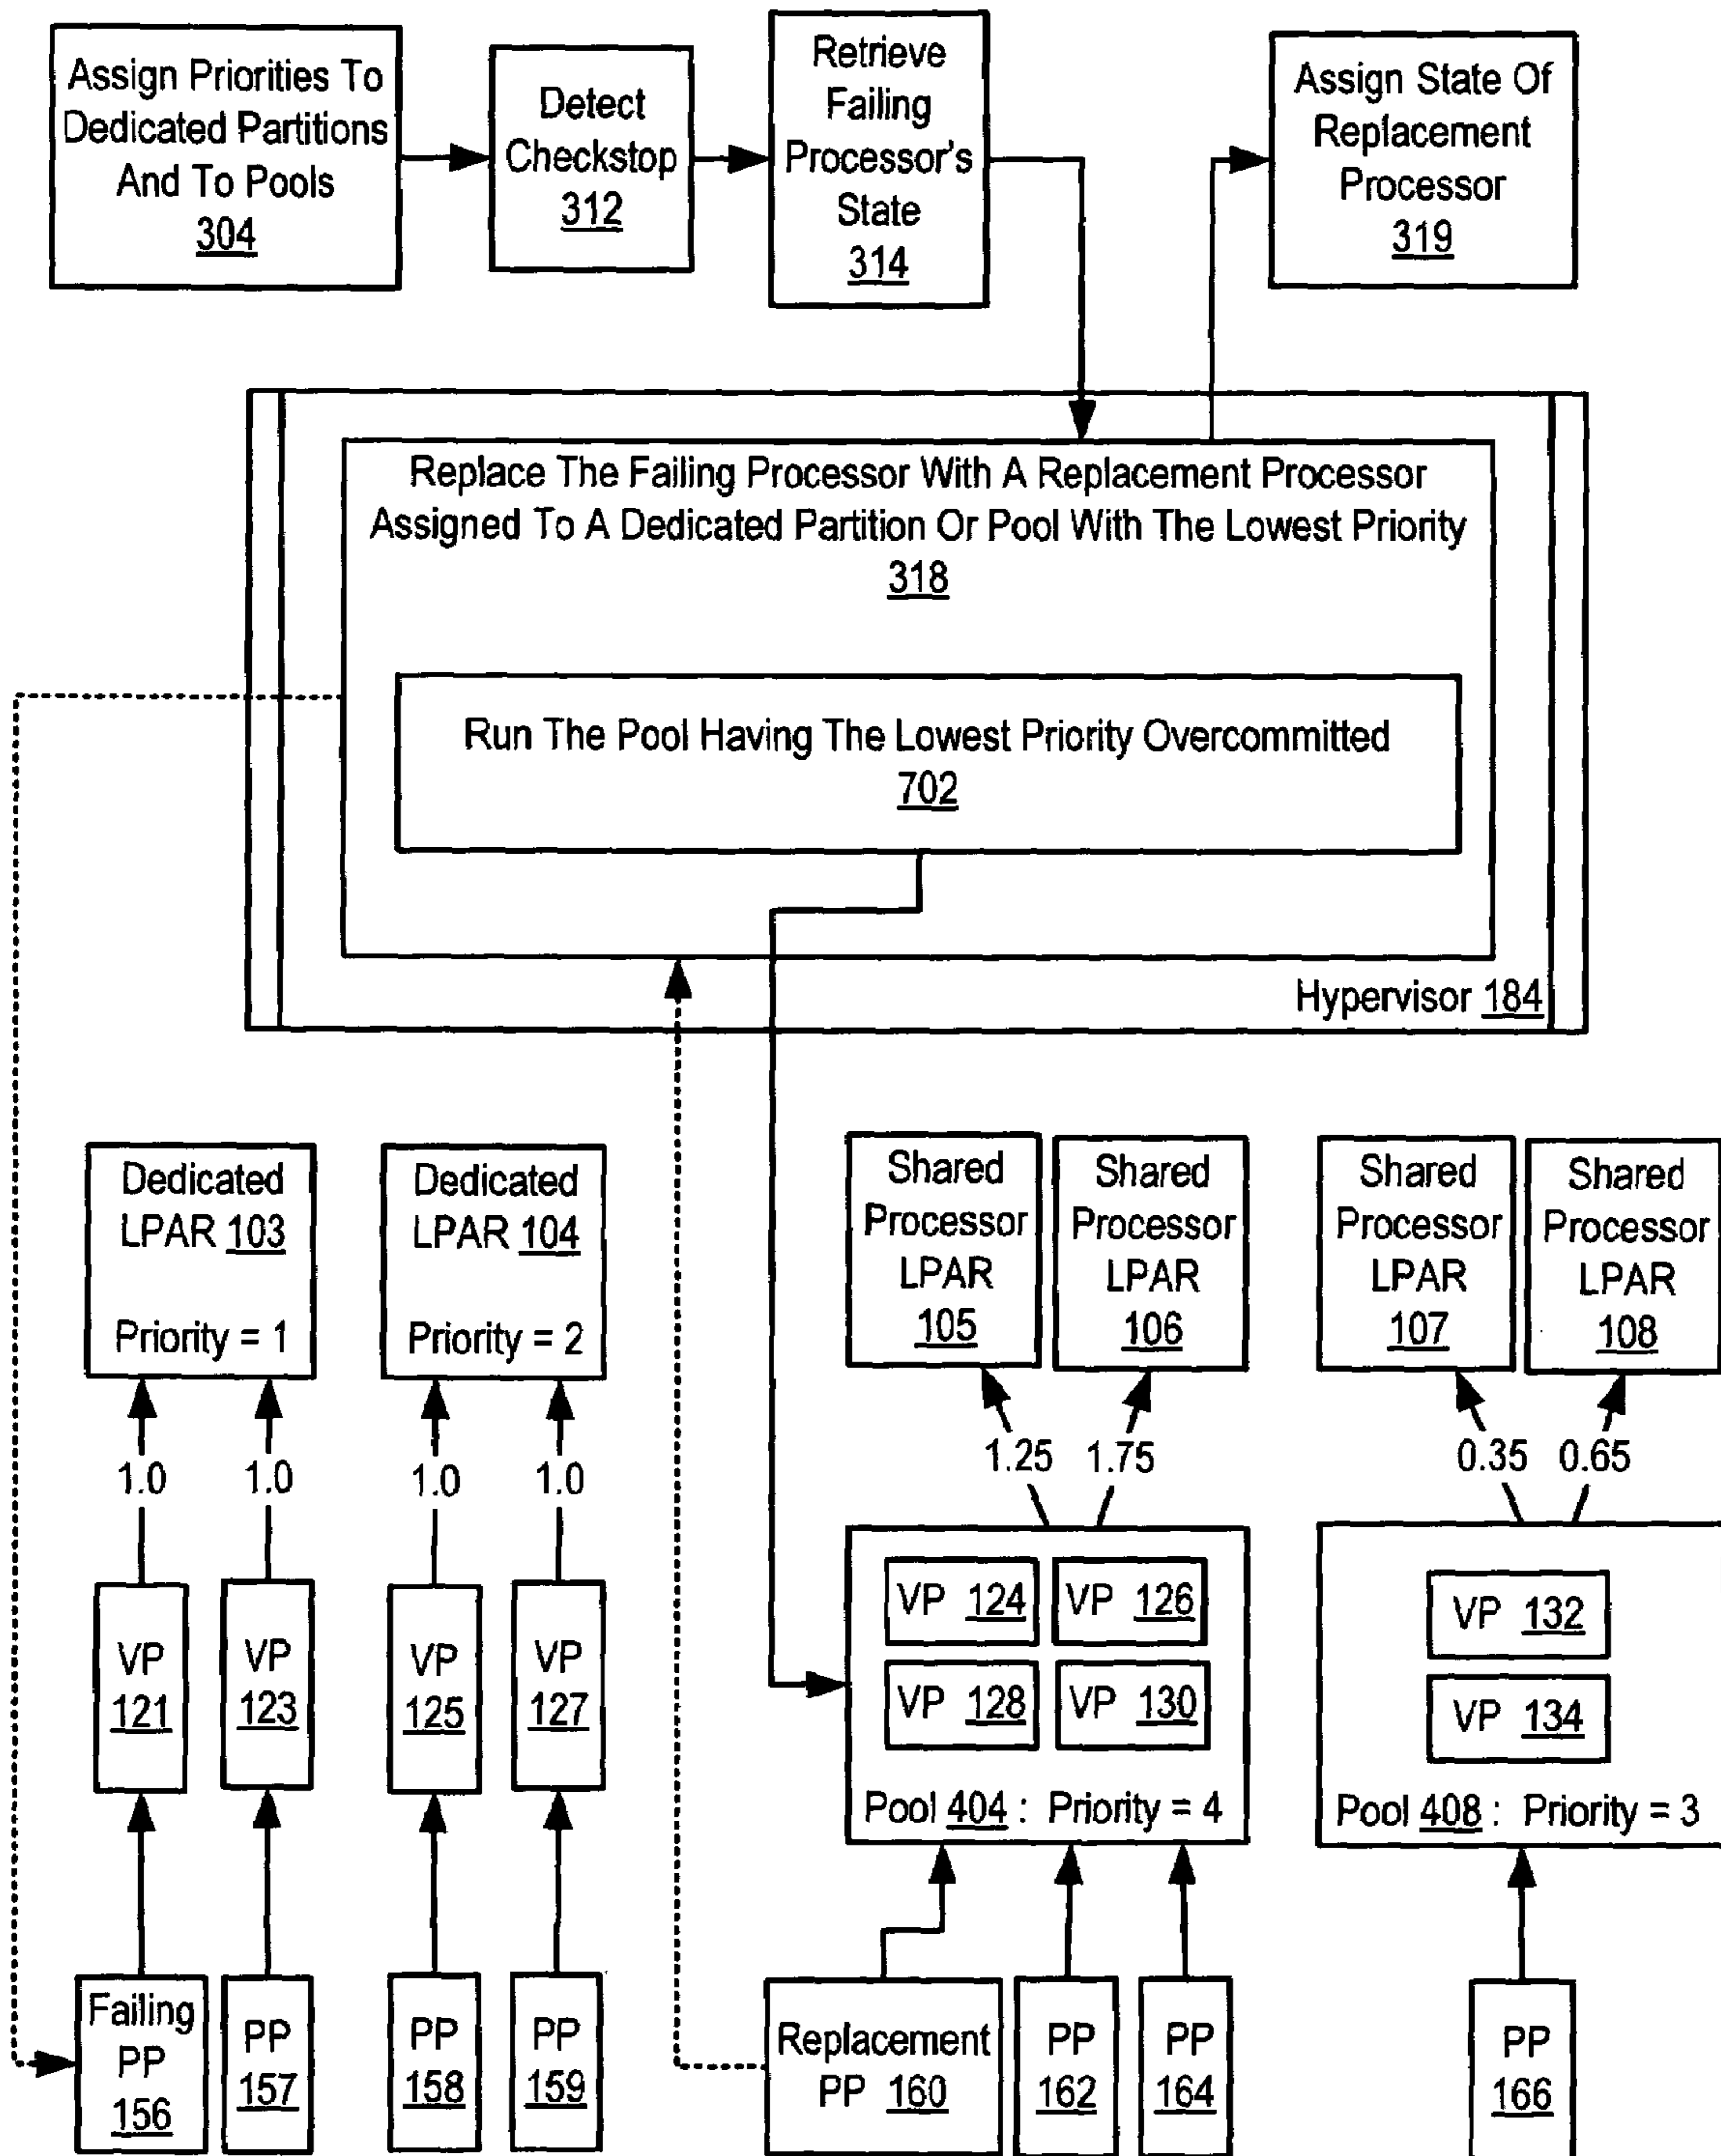 Assign Priorities To
Dedicated Partitions
And To Pools
304
Detect
Checkstop
312
Retrieve
Failing
Processor's
State
314
Assign State Of
Replacement
Processor
319
Replace The Failing Processor With A Replacement Processor
Assigned To A Dedicated Partition Or Pool With The Lowest Priority
318
Run The Pool Having The Lowest Priority Overcommitted
702
Hypervisor 184
Dedicated
LPAR 103
Priority = 1
Dedicated
LPAR 104
Priority = 2
Shared
Processor
LPAR
105
Shared
Processor
LPAR
106
Shared
Processor
LPAR
107
Shared
Processor
LPAR
108
1.0
1.0
1.0
1.0
1.25
1.75
0.35
0.65
VP
121
VP
123
VP
125
VP
127
VP 124
VP 126
VP 128
VP 130
Pool 404 : Priority = 4
VP 132
VP 134
Pool 408 : Priority = 3
Failing
PP
156
PP
157
PP
158
PP
159
Replacement
PP 160
PP
162
PP
164
PP
166